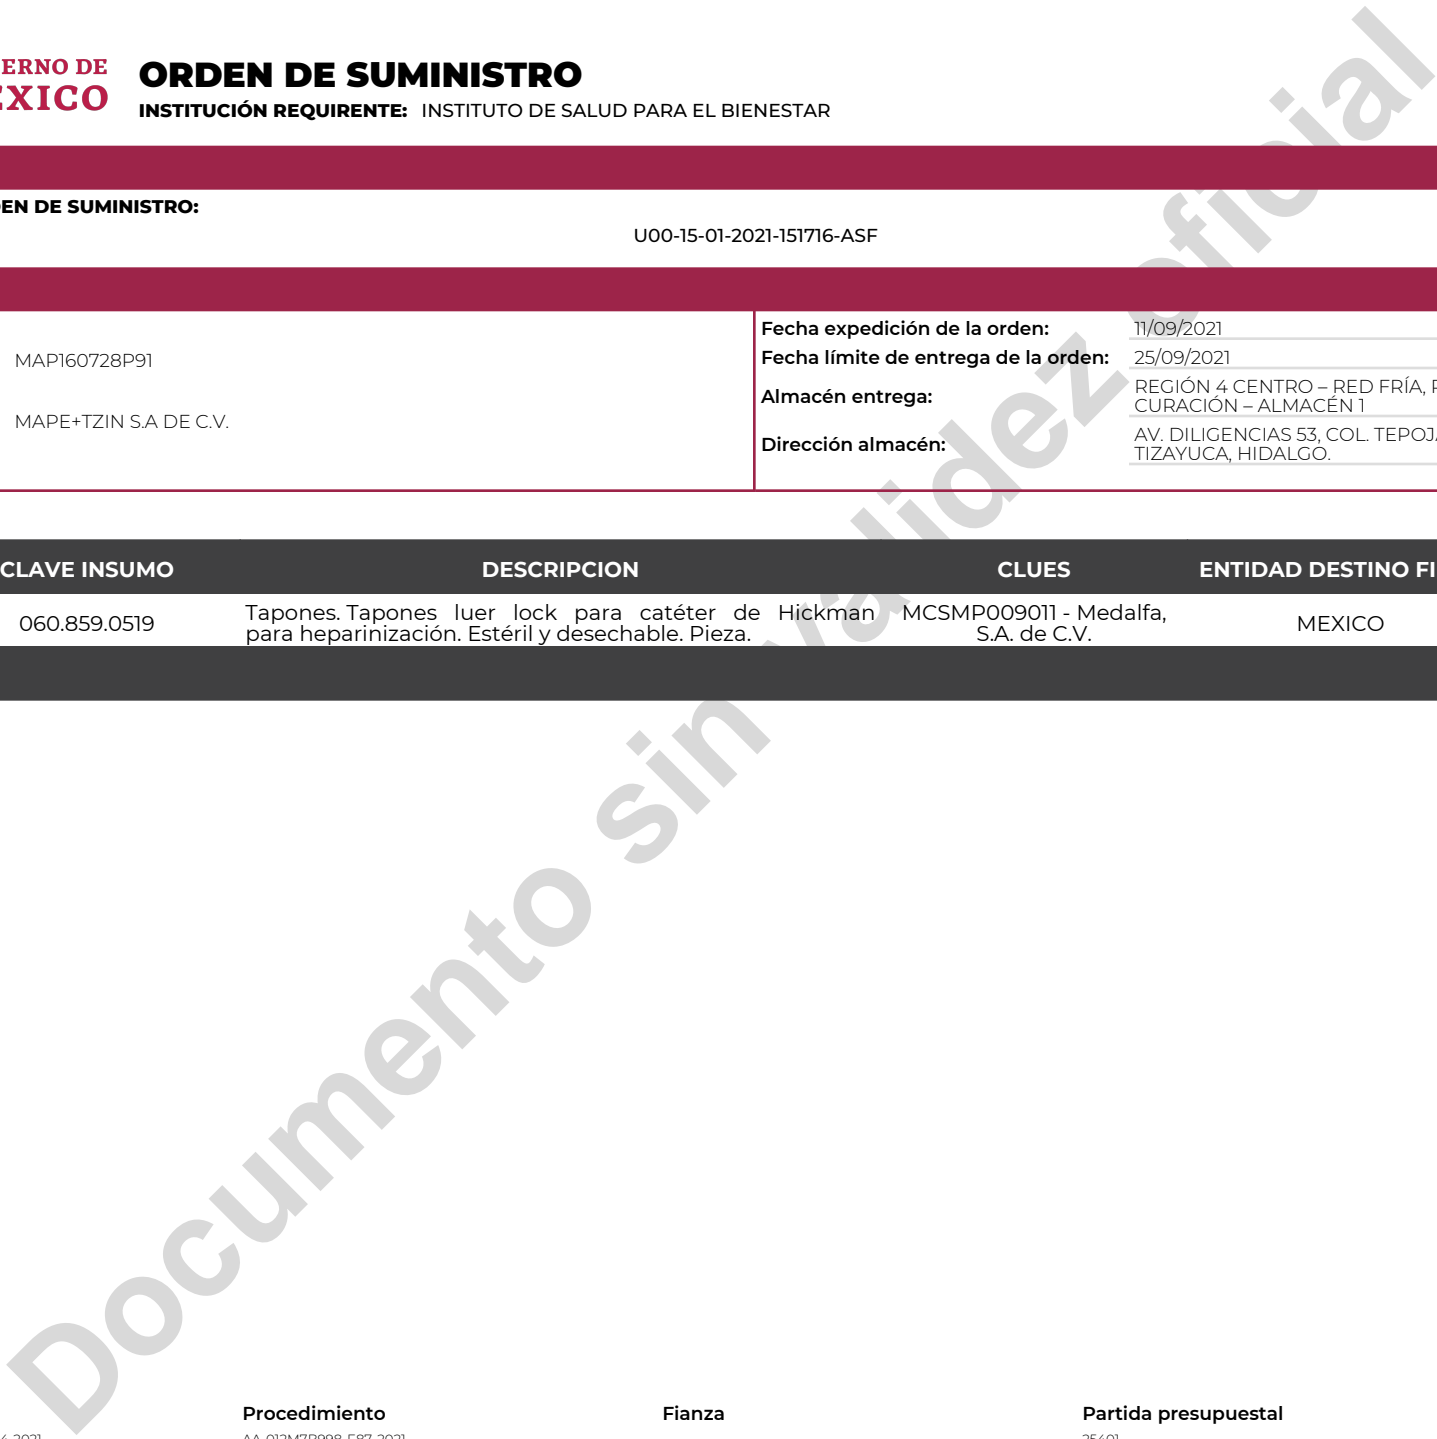 ERNO DE
EXICO
ORDEN DE SUMINISTRO
INSTITUCIÓN REQUIRENTE: INSTITUTO DE SALUD PARA EL BIENESTAR
EN DE SUMINISTRO:
U00-15-01-2021-151716-ASF
MAP160728P91
MAPE+TZIN S.A DE C.V.
Fecha expedición de la orden: 11/09/2021
Fecha límite de entrega de la orden: 25/09/2021
Almacén entrega: REGIÓN 4 CENTRO – RED FRÍA,
CURACIÓN – ALMACÉN 1
Dirección almacén: AV. DILIGENCIAS 53, COL. TEPOJA
TIZAYUCA, HIDALGO.
CLAVE INSUMO DESCRIPCION CLUES ENTIDAD DESTINO FI
060.859.0519 Tapones. Tapones luer lock para catéter de Hickman MCSMP009011 - Medalfa, MEXICO
para heparinización. Estéril y desechable. Pieza. S.A. de C.V.
Documento sin validez oficial
Procedimiento Fianza Partida presupuestal